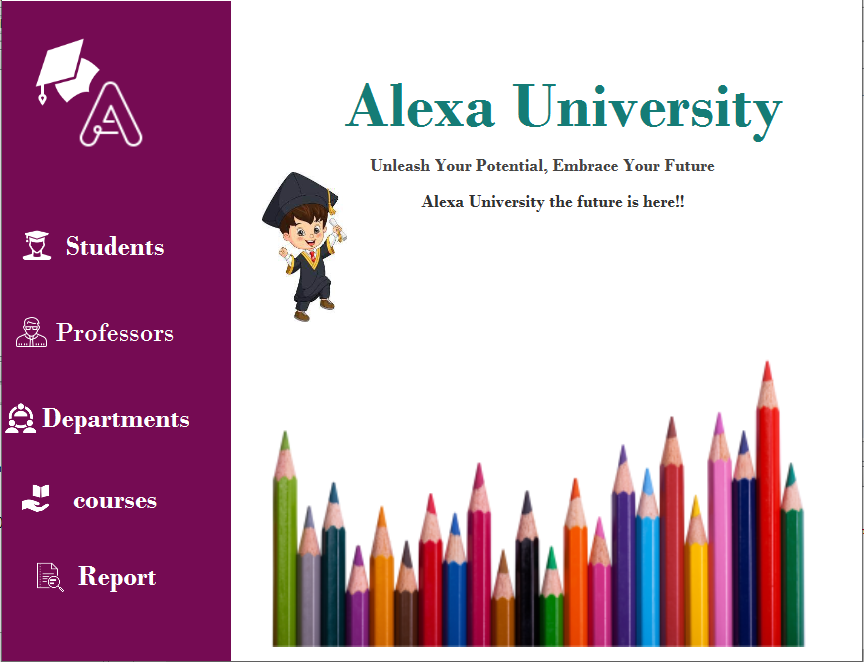 Alexa University
Unleash Your Potential, Embrace Your Future
Alexa University the future is here!!
Students
Professors
Departments
courses
Report